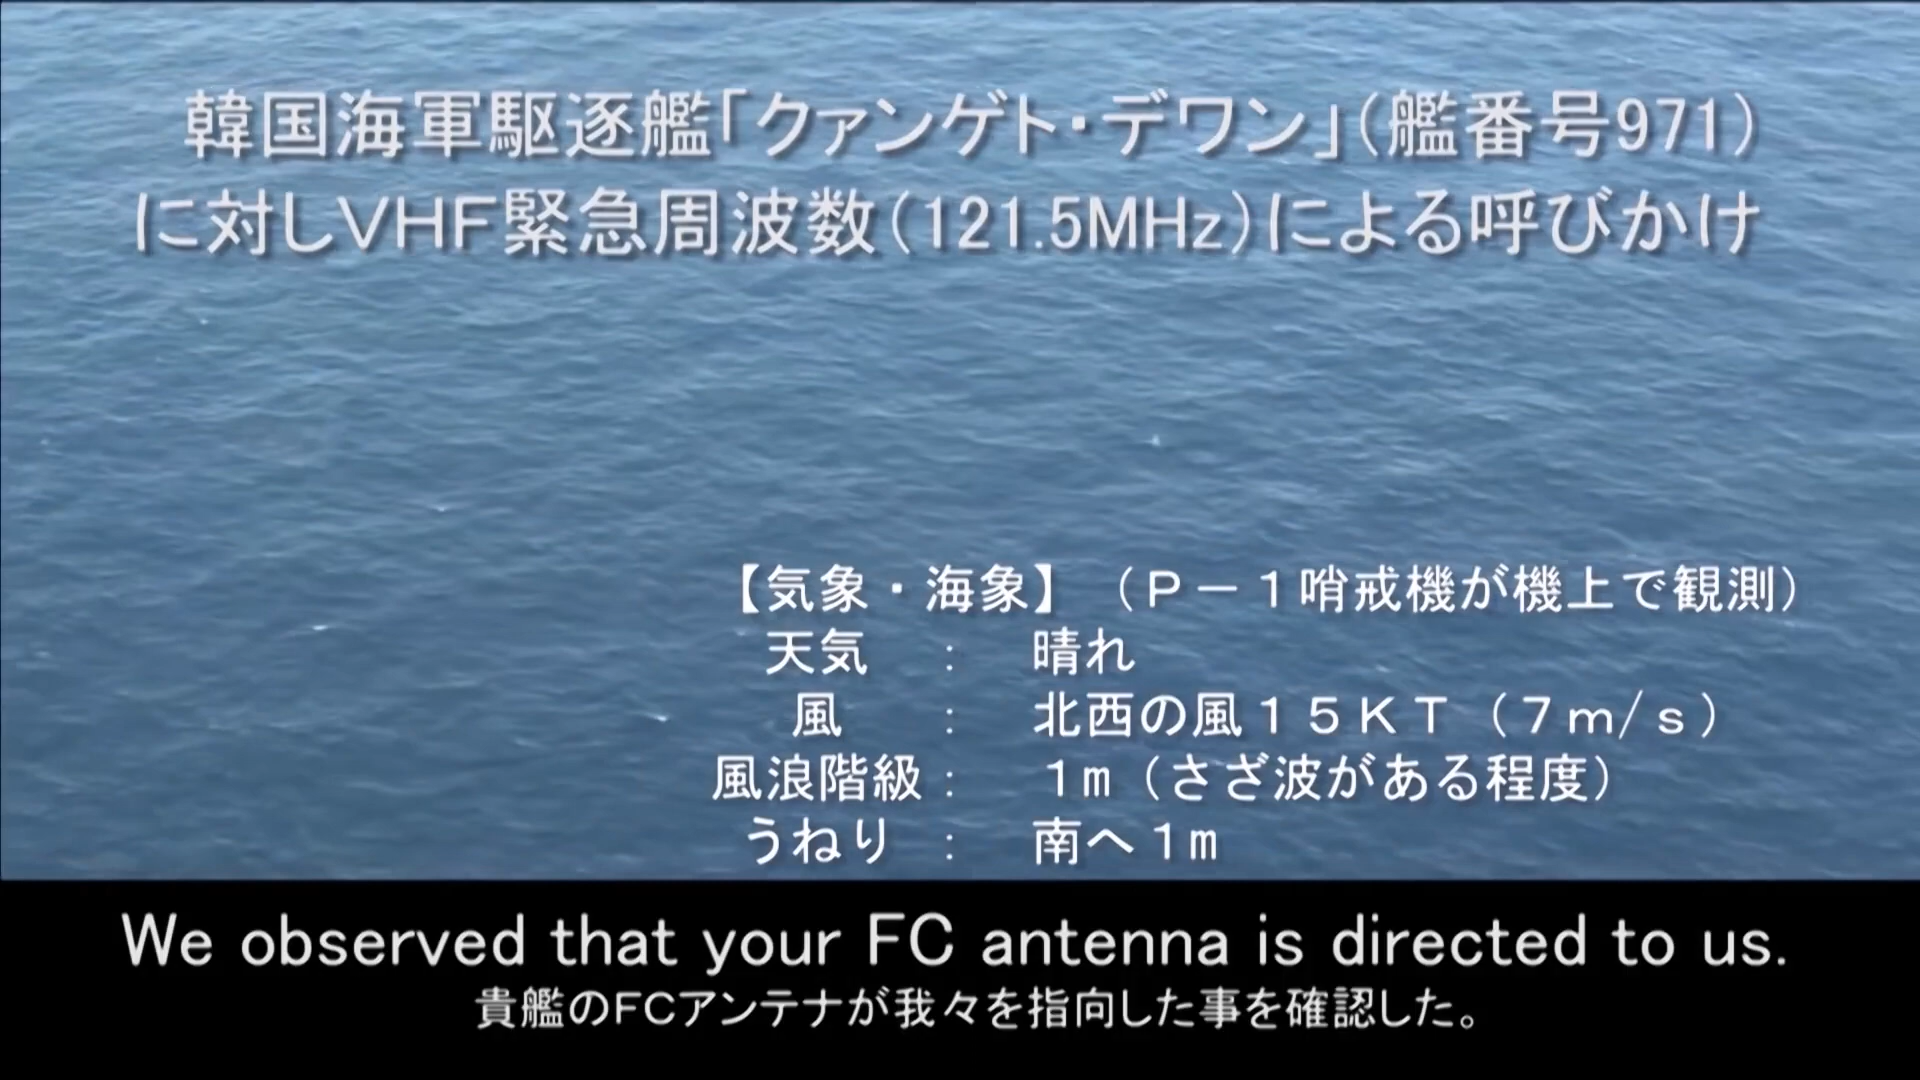 韓国海軍駆逐艦「クァンゲト・デワン」（艦番号971）
に対しVHF緊急周波数（121.5MHz）による呼びかけ
【気象・海象】（Ｐ－１哨戒機が機上で観測）
天気　：　晴れ
風　：　北西の風１５ＫＴ（７ｍ/ｓ）
風浪階級：　１ｍ（さざ波がある程度）
うねり　：　南へ１ｍ
We observed that your FC antenna is directed to us.
貴艦のFCアンテナが我々を指向した事を確認した。